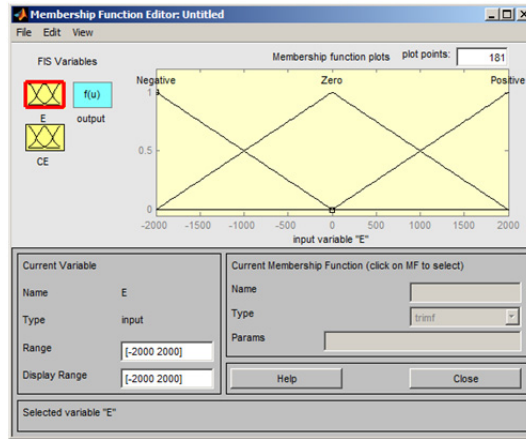 Membership Function Editor: Untitled
File Edit View
FIS Variables
Membership function plots plot points: 181
f(u)
E output
CE
Negative Zero Positive
1
0.5
0
-2000 -1500 -1000 -500 0 500 1000 1500 2000
input variable "E"
Current Variable
Name E
Type input
Range [-2000 2000]
Display Range [-2000 2000]
Current Membership Function (click on MF to select)
Name
Type trimf
Params
Help Close
Selected variable "E"